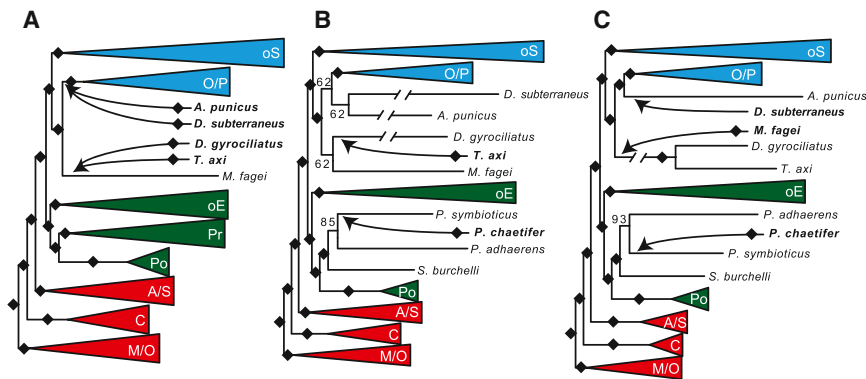 A
oS
O/P
A. punicus
D. subterraneus
D. gyrociliatus
T. axi
M. fagei
oE
Pr
Po
A/S
C
M/O
B
oS
O/P
62
D. subterraneus
62
A. punicus
D. gyrociliatus
T. axi
62
M. fagei
oE
P. symbioticus
85
P. chaetifer
P. adhaerens
S. burchelli
Po
A/S
C
M/O
C
oS
O/P
A. punicus
D. subterraneus
M. fagei
D. gyrociliatus
T. axi
oE
P. adhaerens
93
P. chaetifer
P. symbioticus
S. burchelli
Po
A/S
C
M/O